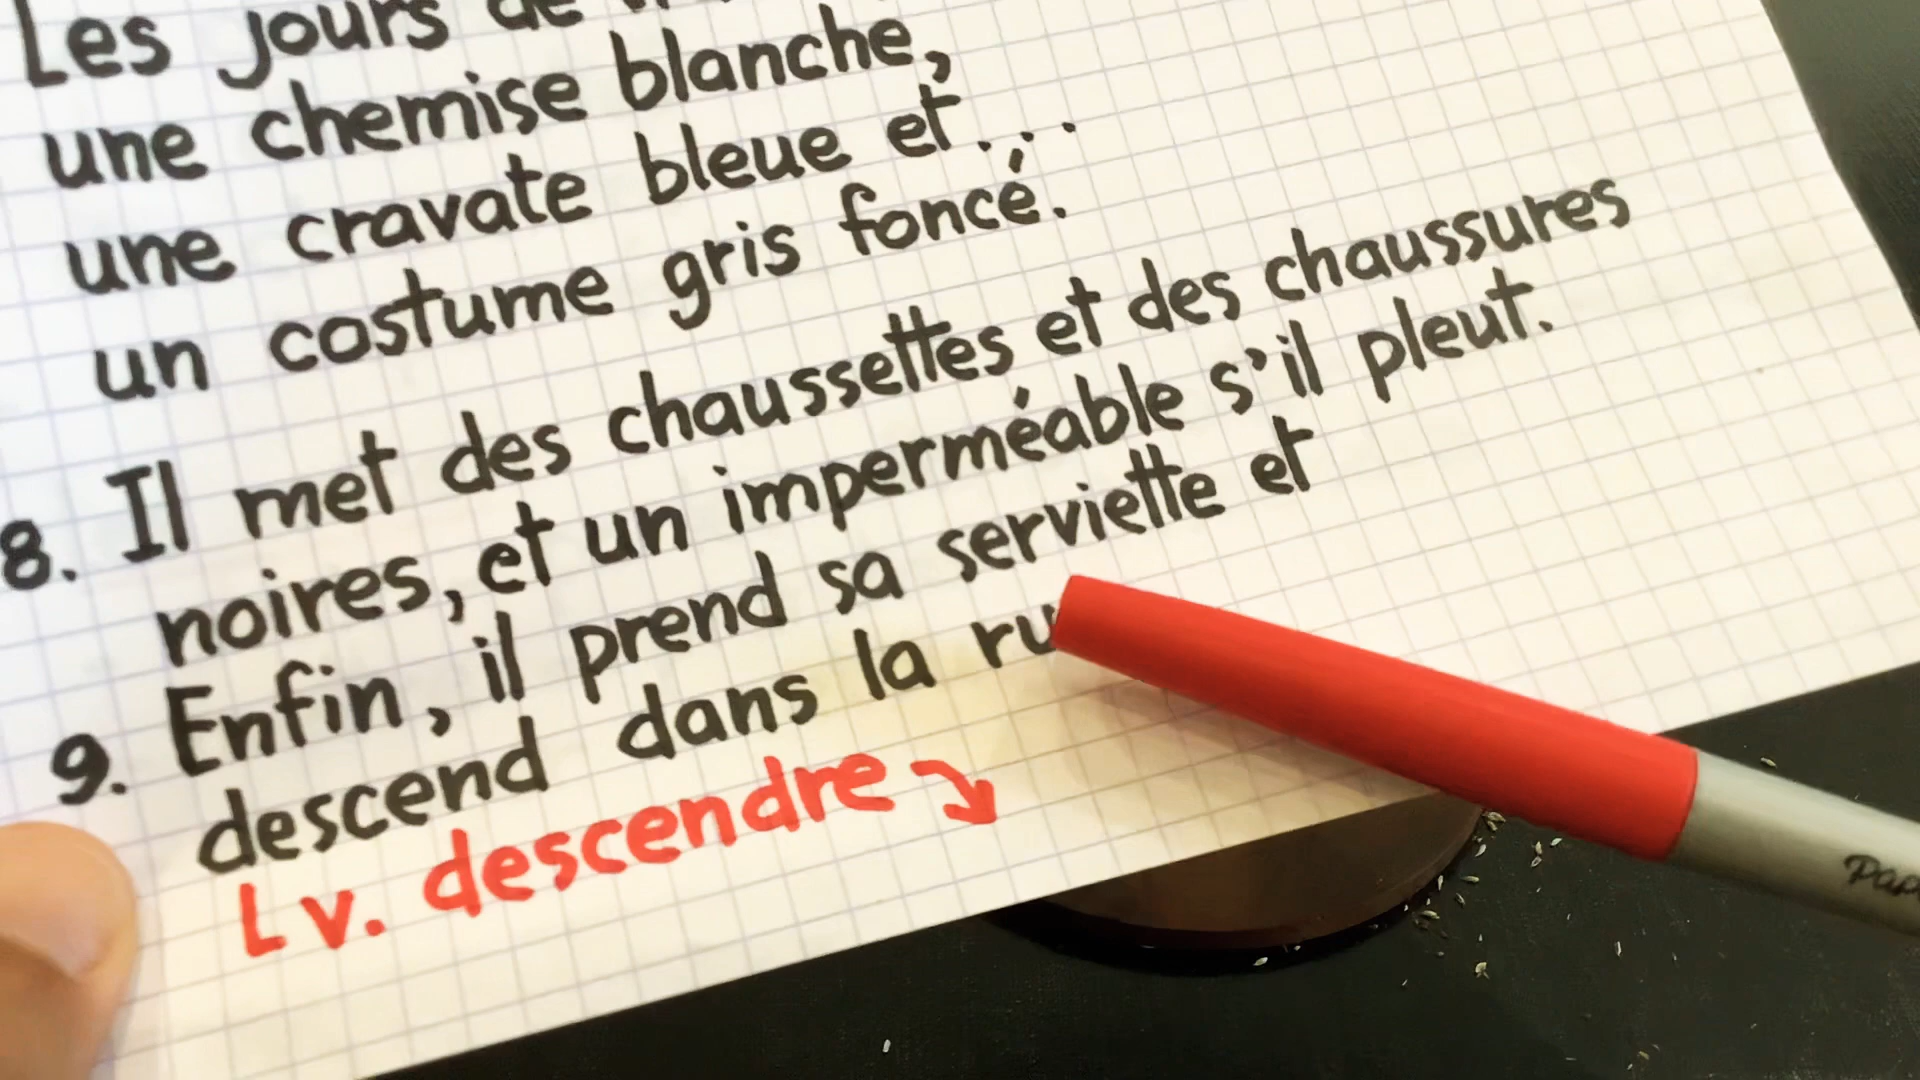 Les jours de
une chemise blanche,
une cravate bleue et...
un costume gris foncé.
8. Il met des chaussettes et des chaussures
noires, et un imperméable s'il pleut.
9. Enfin, il prend sa serviette et
descend dans la
v. descendre ↘